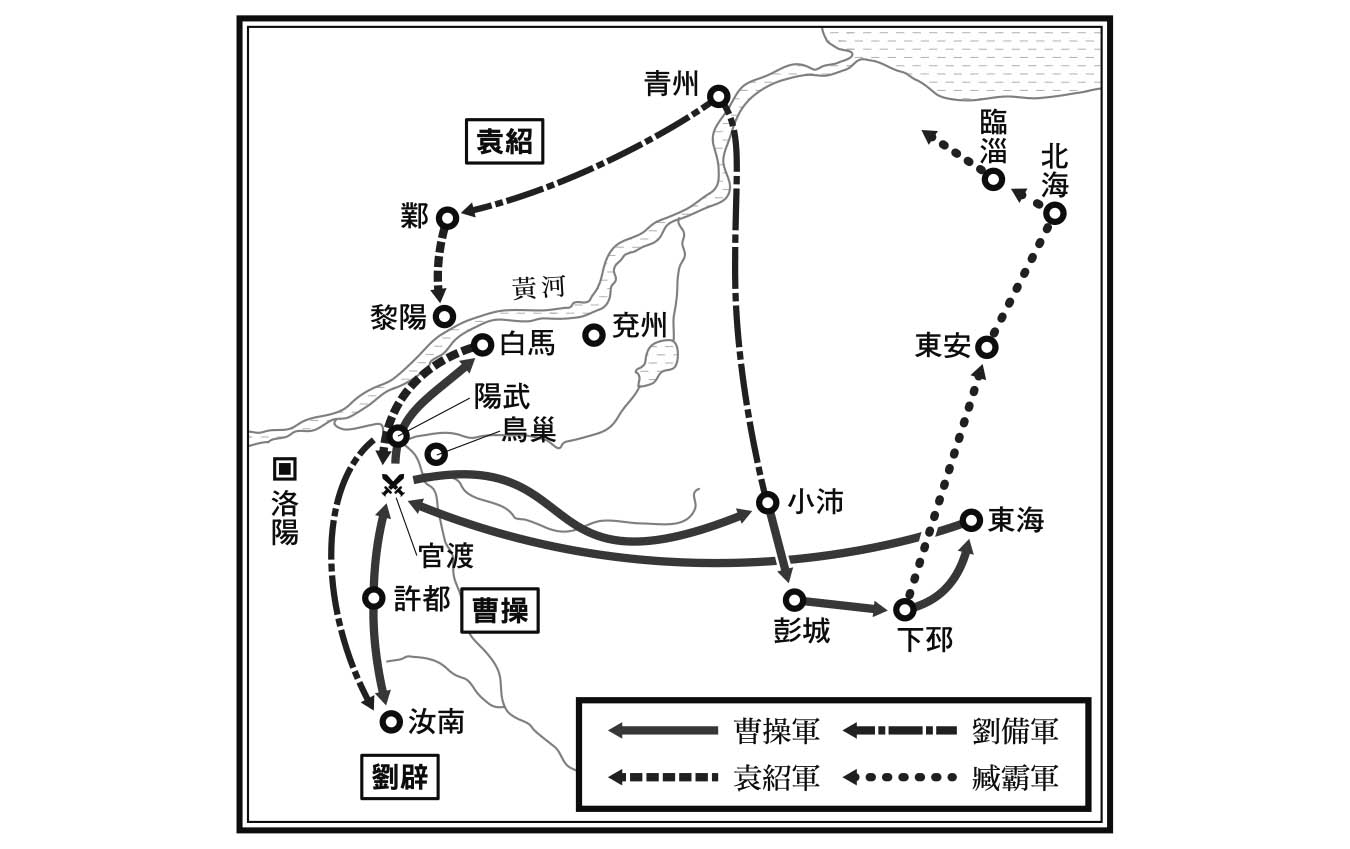 青州
袁紹
臨淄
北海
鄴
黃河
黎陽
兗州
白馬
東安
陽武
烏巢
洛陽
小沛
東海
官渡
許都
曹操
彭城
下邳
汝南
劉辟
曹操軍
劉備軍
袁紹軍
臧霸軍